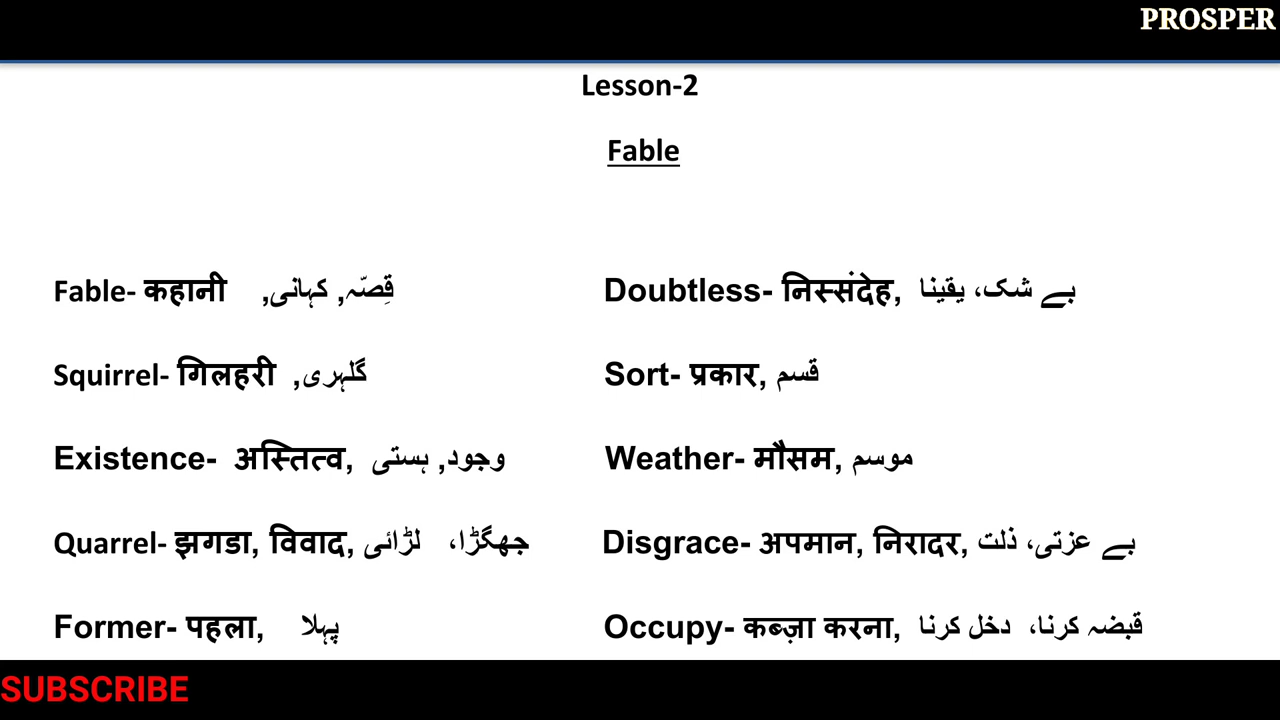 PROSPER
Lesson-2
Fable
Fable- कहानी ,قِصّہ, کہانی
Squirrel- गिलहरी ,گلہری
Existence- अस्तित्व, وجود, ہستی
Quarrel- झगडा, विवाद, جھگڑا، لڑائی
Former- पहला, پہلا
Doubtless- निस्संदेह, بے شک، یقینا
Sort- प्रकार, قسم
Weather- मौसम, موسم
Disgrace- अपमान, निरादर, بے عزتی، ذلت
Occupy- कब्ज़ा करना, قبضہ کرنا، دخل کرنا
SUBSCRIBE